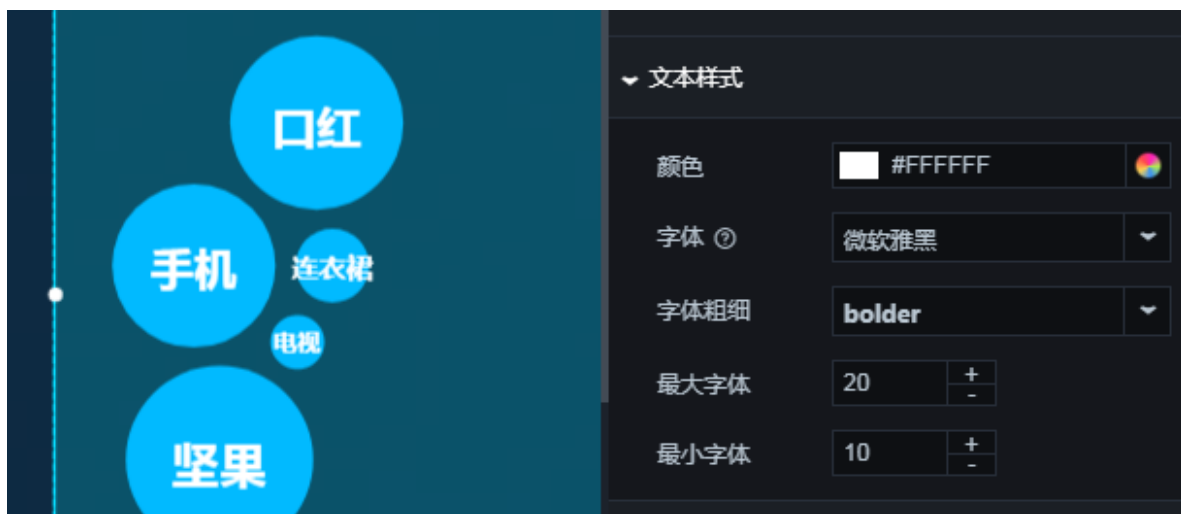 口红
手机
连衣裙
电视
坚果
文本样式
颜色 #FFFFFF
字体 微软雅黑
字体粗细 bolder
最大字体 20 + -
最小字体 10 + -